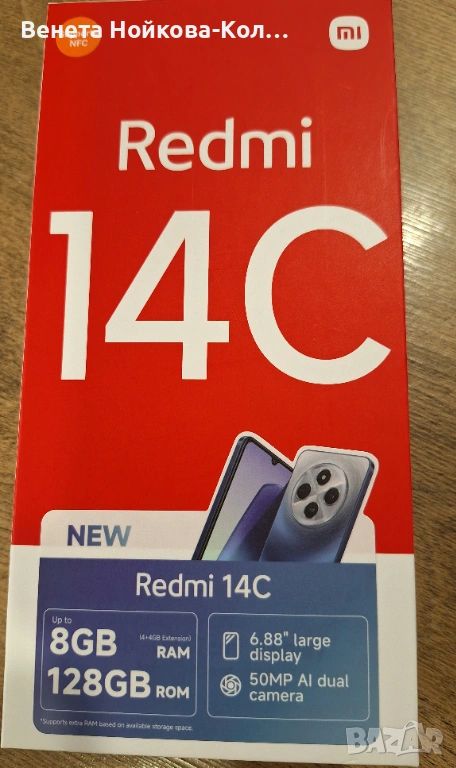 Венета Нойкова-Кол...
NFC
mi
Redmi
14C
NEW
Redmi 14C
Up to
8GB (4+4GB Extension) RAM
128GB ROM
6.88" large
display
50MP AI dual
camera
*Supports extra RAM based on available storage space.
BAZAR